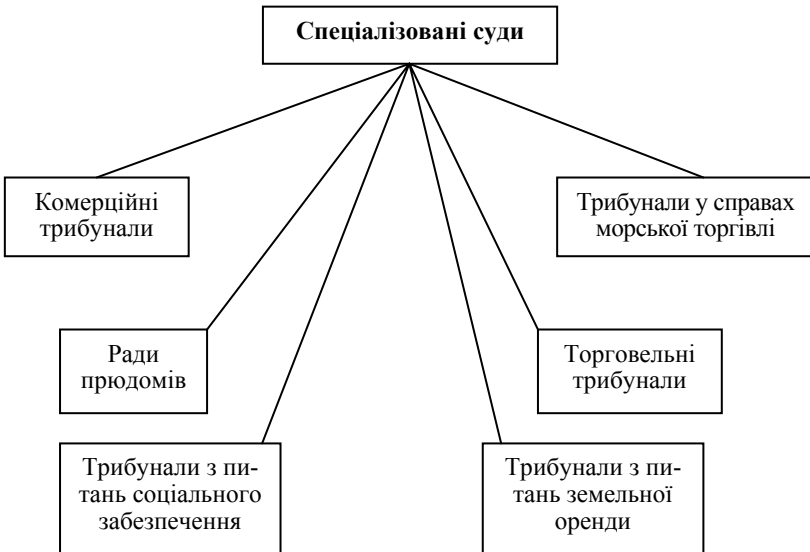 Спеціалізовані суди
Комерційні
трибунали
Трибунали у справах
морської торгівлі
Ради
прюдомів
Торговельні
трибунали
Трибунали з пи-
тань соціального
забезпечення
Трибунали з пи-
тань земельної
оренди